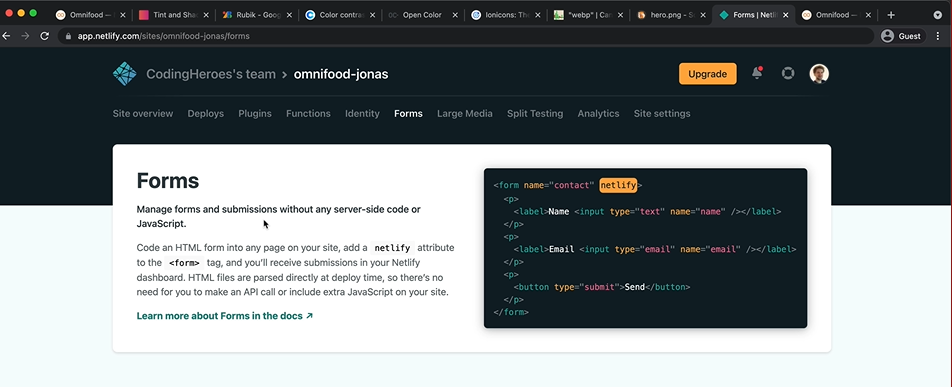 Omnifood —
Tint and Sha
Rubik - Goog
Color contras
Open Color
Ionicons: The
"webp" | Can
hero.png - S
Forms | Netli
Omnifood —
app.netlify.com/sites/omnifood-jonas/forms
Guest
CodingHeroes's team > omnifood-jonas
Upgrade
Site overview Deploys Plugins Functions Identity Forms Large Media Split Testing Analytics Site settings
Forms
Manage forms and submissions without any server-side code or
JavaScript.
Code an HTML form into any page on your site, add a netlify attribute
to the <form> tag, and you'll receive submissions in your Netlify
dashboard. HTML files are parsed directly at deploy time, so there's no
need for you to make an API call or include extra JavaScript on your site.
Learn more about Forms in the docs ↗
<form name="contact" netlify>
<p>
<label>Name <input type="text" name="name" /></label>
</p>
<p>
<label>Email <input type="email" name="email" /></label>
</p>
<p>
<button type="submit">Send</button>
</p>
</form>